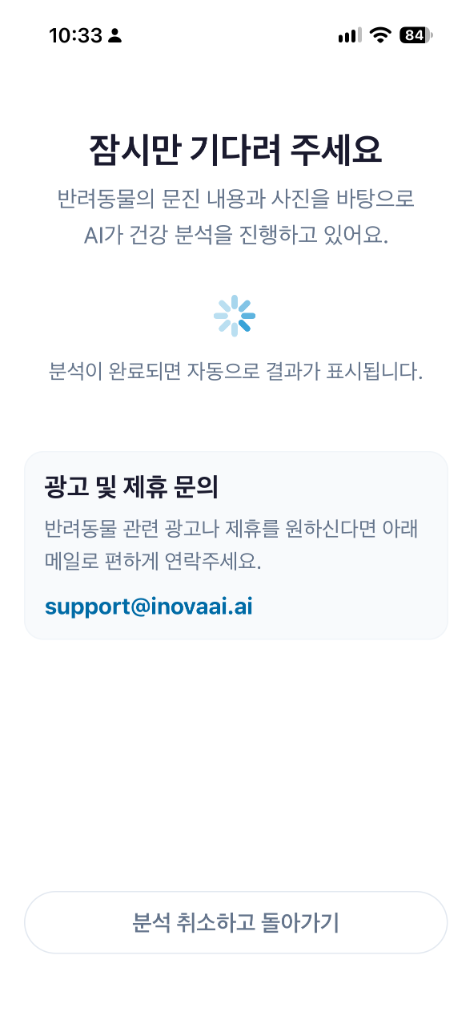 10:33
84
잠시만 기다려 주세요
반려동물의 문진 내용과 사진을 바탕으로
AI가 건강 분석을 진행하고 있어요.
분석이 완료되면 자동으로 결과가 표시됩니다.
광고 및 제휴 문의
반려동물 관련 광고나 제휴를 원하신다면 아래
메일로 편하게 연락주세요.
support@inovaai.ai
분석 취소하고 돌아가기